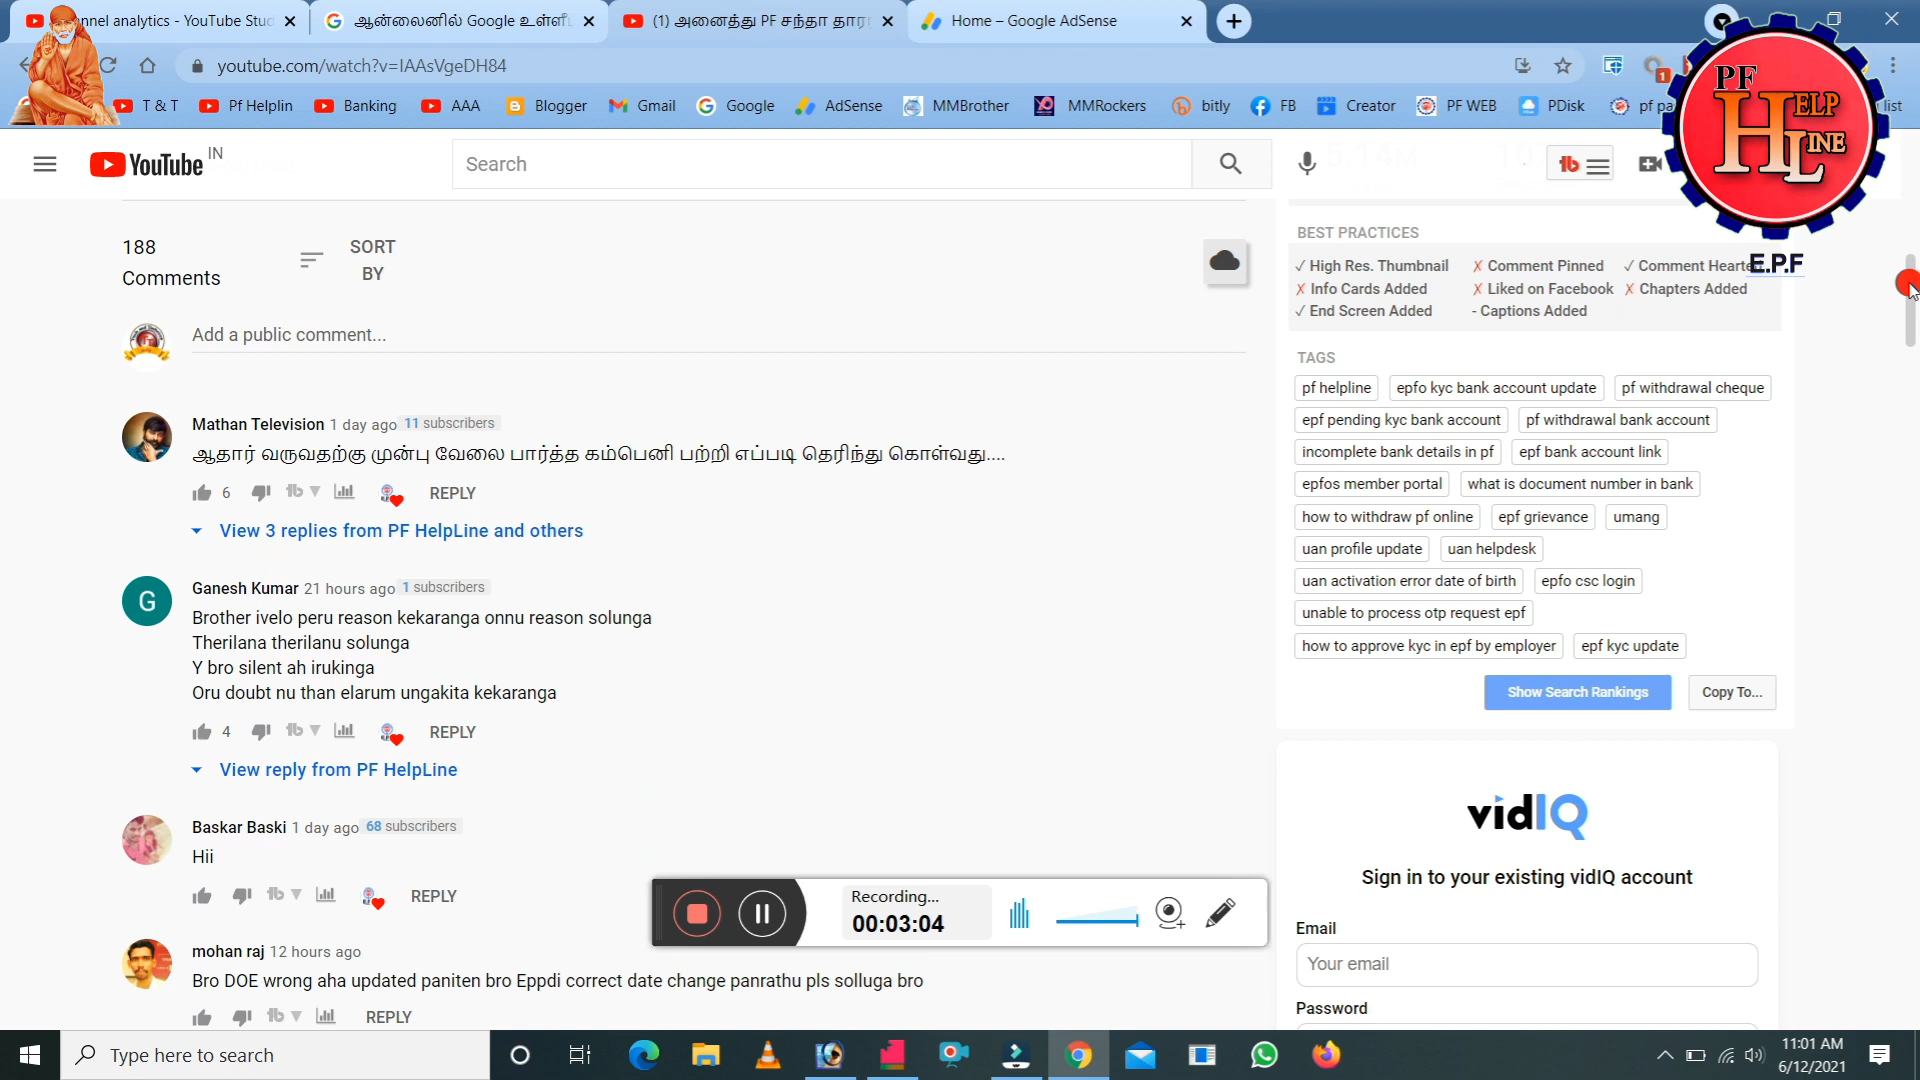 nnel analytics - YouTube Stud
ஆன்லைனில் Google உள்ளீட
(1) அனைத்து PF சந்தா தார
Home – Google AdSense
youtube.com/watch?v=IAAsVgeDH84
T & T
Pf Helplin
Banking
AAA
Blogger
Gmail
Google
AdSense
MMBrother
MMRockers
bitly
FB
Creator
PF WEB
PDisk
pf pa
list
PF
HELP
LINE
E.P.F
YouTube IN
Search
188
Comments
SORT
BY
Add a public comment...
Mathan Television 1 day ago 11 subscribers
ஆதார் வருவதற்கு முன்பு வேலை பார்த்த கம்பெனி பற்றி எப்படி தெரிந்து கொள்வது....
6 REPLY
View 3 replies from PF HelpLine and others
Ganesh Kumar 21 hours ago 1 subscribers
Brother ivelo peru reason kekaranga onnu reason solunga
Therilana therilanu solunga
Y bro silent ah irukinga
Oru doubt nu than elarum ungakita kekaranga
4 REPLY
View reply from PF HelpLine
Baskar Baski 1 day ago 68 subscribers
Hii
REPLY
mohan raj 12 hours ago
Bro DOE wrong aha updated paniten bro Eppdi correct date change panrathu pls solluga bro
REPLY
BEST PRACTICES
✓ High Res. Thumbnail ✗ Comment Pinned ✓ Comment Hearted
✗ Info Cards Added ✗ Liked on Facebook ✗ Chapters Added
✓ End Screen Added - Captions Added
TAGS
pf helpline epfo kyc bank account update pf withdrawal cheque
epf pending kyc bank account pf withdrawal bank account
incomplete bank details in pf epf bank account link
epfos member portal what is document number in bank
how to withdraw pf online epf grievance umang
uan profile update uan helpdesk
uan activation error date of birth epfo csc login
unable to process otp request epf
how to approve kyc in epf by employer epf kyc update
Show Search Rankings Copy To...
vidIQ
Sign in to your existing vidIQ account
Email
Your email
Password
Recording...
00:03:04
Type here to search
11:01 AM
6/12/2021